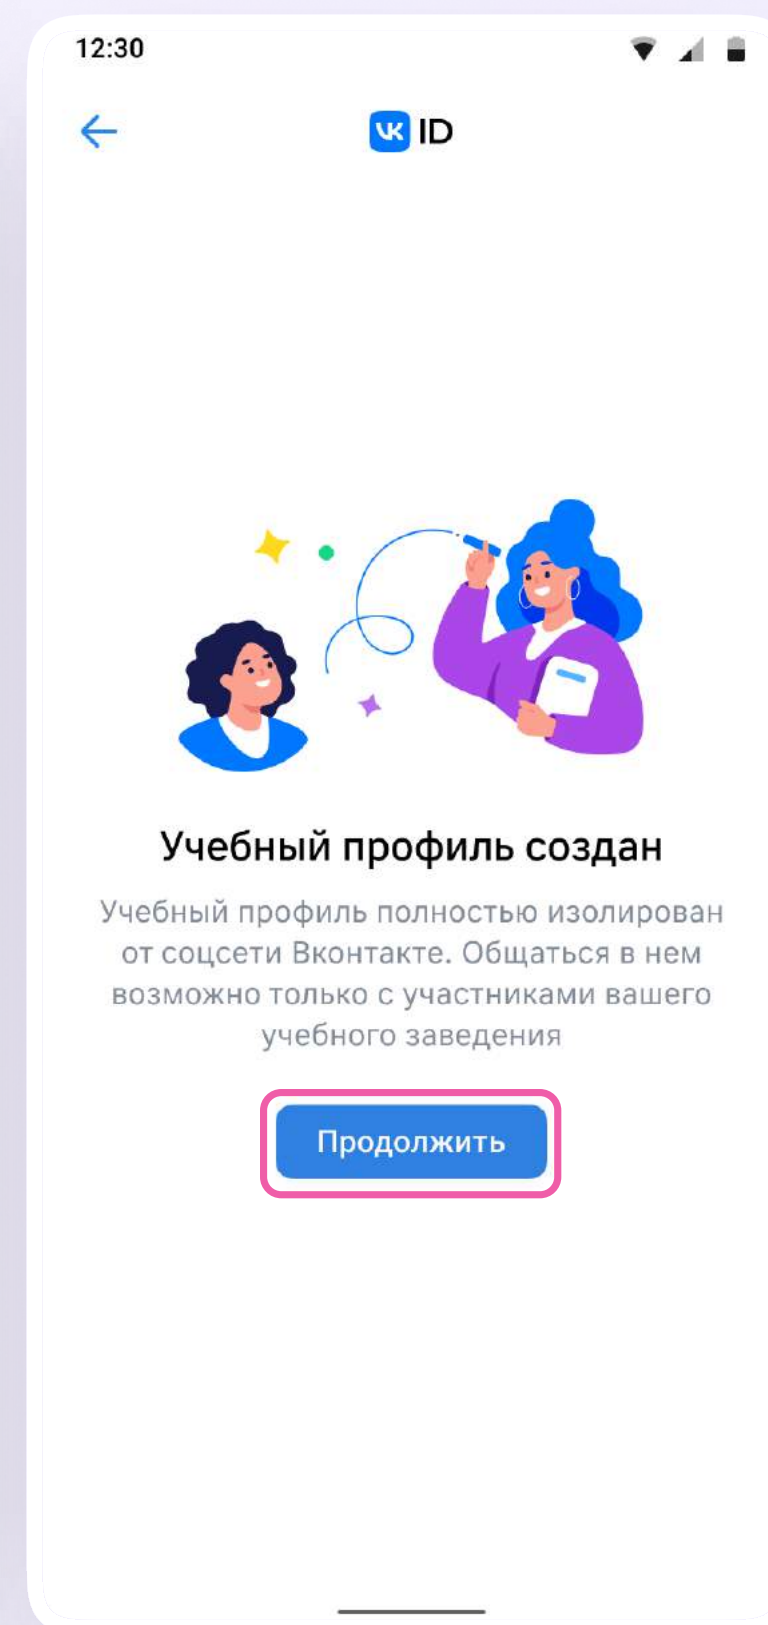 12:30
VK ID
Учебный профиль создан
Учебный профиль полностью изолирован
от соцсети Вконтакте. Общаться в нем
возможно только с участниками вашего
учебного заведения
Продолжить